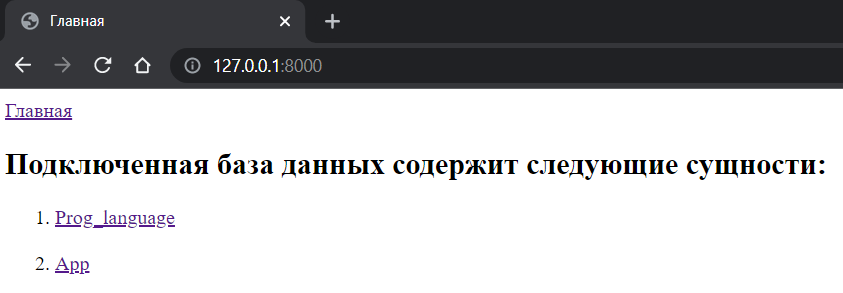 Главная
127.0.0.1:8000
Главная
Подключенная база данных содержит следующие сущности:
1. Prog_language
2. App